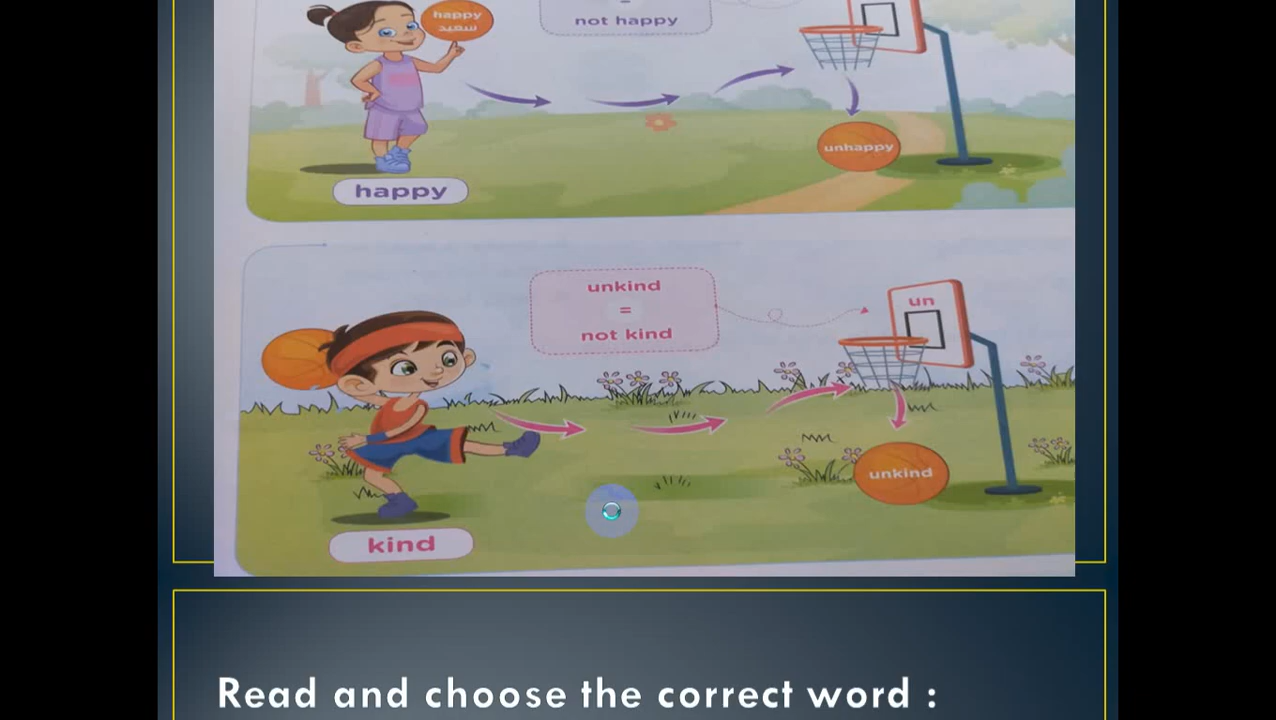 happy
سعيد
=
not happy
unhappy
happy
unkind
=
not kind
un
unkind
kind
Read and choose the correct word :